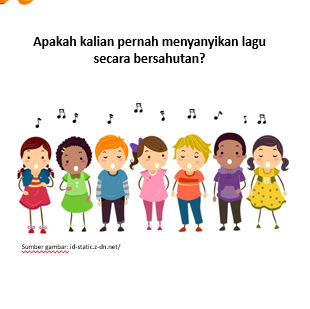 Apakah kalian pernah menyanyikan lagu
secara bersahutan?
Sumber gambar: id-static.z-dn.net/